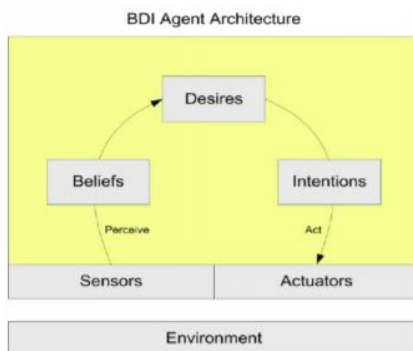 BDI Agent Architecture
Desires
Beliefs
Intentions
Perceive
Act
Sensors
Actuators
Environment